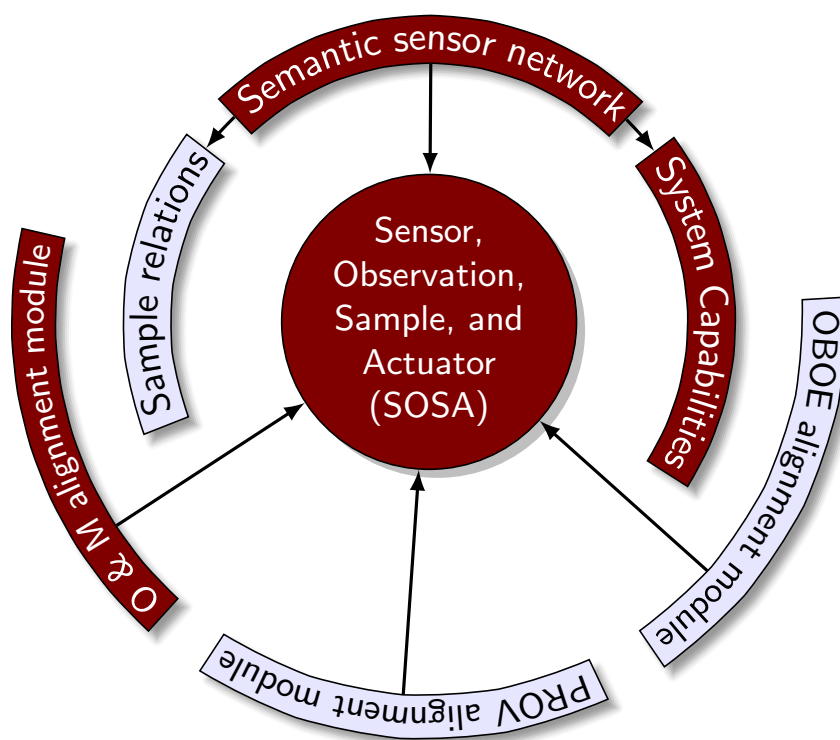 Semantic sensor network
Sample relations
System Capabilities
Sensor,
Observation,
Sample, and
Actuator
(SOSA)
O & M alignment module
OBOE alignment module
PROV alignment module